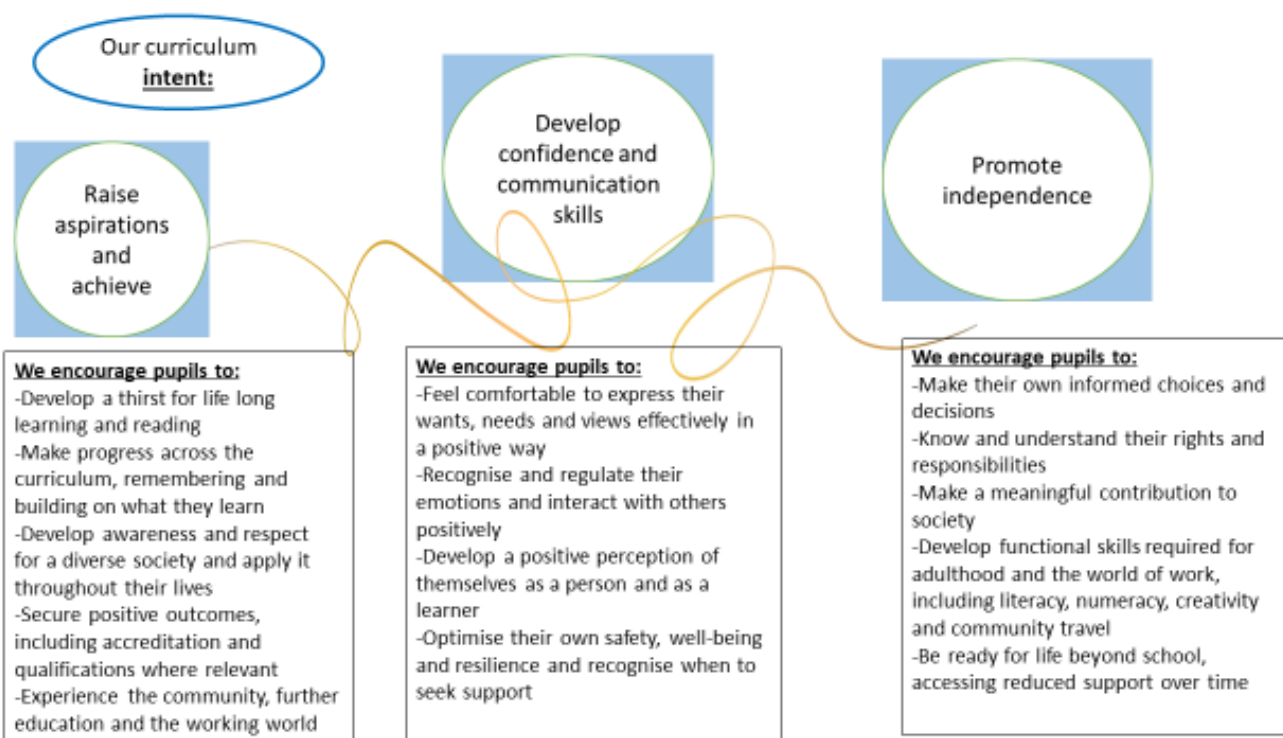 Our curriculum
intent:
Raise
aspirations
and
achieve
Develop
confidence and
communication
skills
Promote
independence
We encourage pupils to:
-Develop a thirst for life long
learning and reading
-Make progress across the
curriculum, remembering and
building on what they learn
-Develop awareness and respect
for a diverse society and apply it
throughout their lives
-Secure positive outcomes,
including accreditation and
qualifications where relevant
-Experience the community, further
education and the working world
We encourage pupils to:
-Feel comfortable to express their
wants, needs and views effectively in
a positive way
-Recognise and regulate their
emotions and interact with others
positively
-Develop a positive perception of
themselves as a person and as a
learner
-Optimise their own safety, well-being
and resilience and recognise when to
seek support
We encourage pupils to:
-Make their own informed choices and
decisions
-Know and understand their rights and
responsibilities
-Make a meaningful contribution to
society
-Develop functional skills required for
adulthood and the world of work,
including literacy, numeracy, creativity
and community travel
-Be ready for life beyond school,
accessing reduced support over time